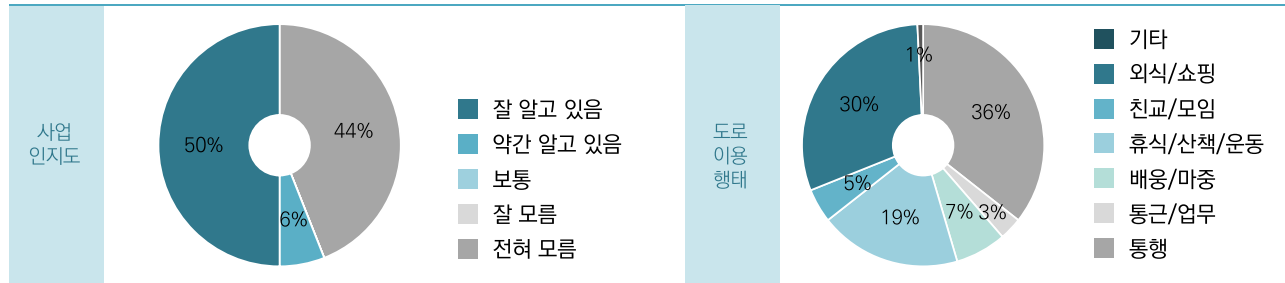 사업
인지도
50%
44%
6%
잘 알고 있음
약간 알고 있음
보통
잘 모름
전혀 모름
도로
이용
행태
1%
30%
36%
5%
19%
7%
3%
기타
외식/쇼핑
친교/모임
휴식/산책/운동
배웅/마중
통근/업무
통행